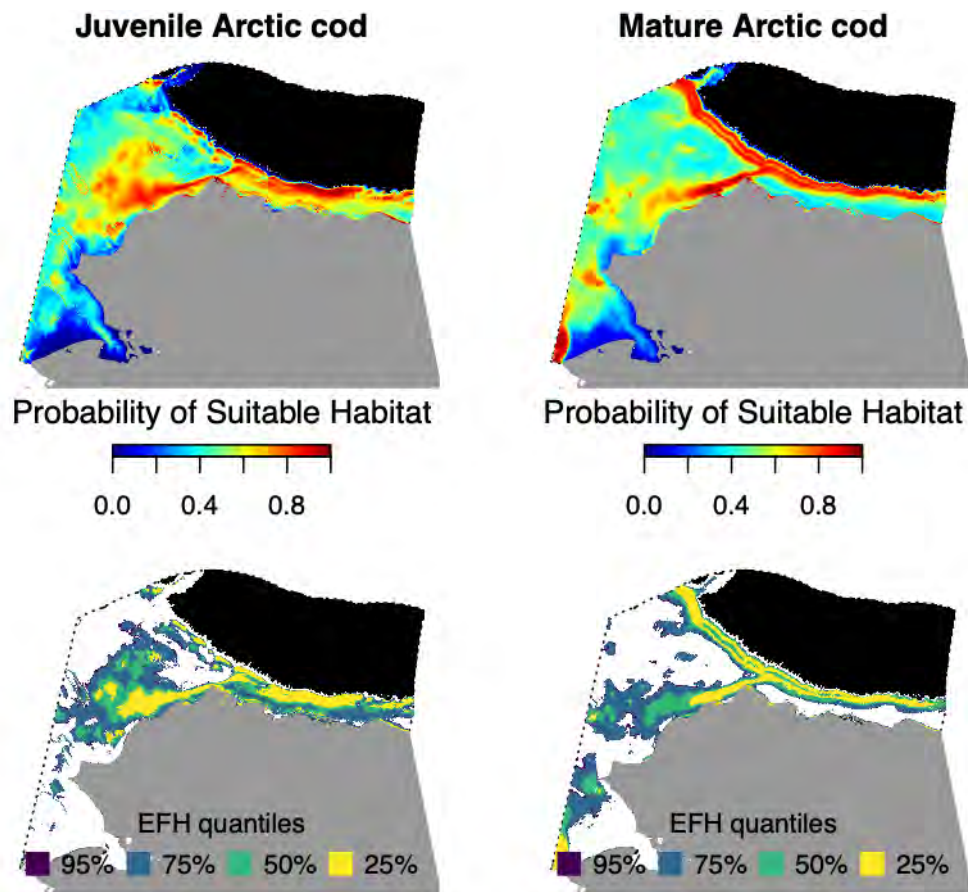 Juvenile Arctic cod
Mature Arctic cod
Probability of Suitable Habitat
0.0 0.4 0.8
Probability of Suitable Habitat
0.0 0.4 0.8
EFH quantiles
95% 75% 50% 25%
EFH quantiles
95% 75% 50% 25%